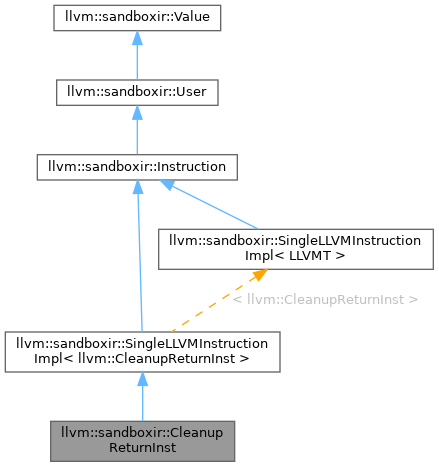 llvm::sandboxir::Value
llvm::sandboxir::User
llvm::sandboxir::Instruction
llvm::sandboxir::SingleLLVMInstruction
Impl< LLVMT >
< llvm::CleanupReturnInst >
llvm::sandboxir::SingleLLVMInstruction
Impl< llvm::CleanupReturnInst >
llvm::sandboxir::Cleanup
ReturnInst